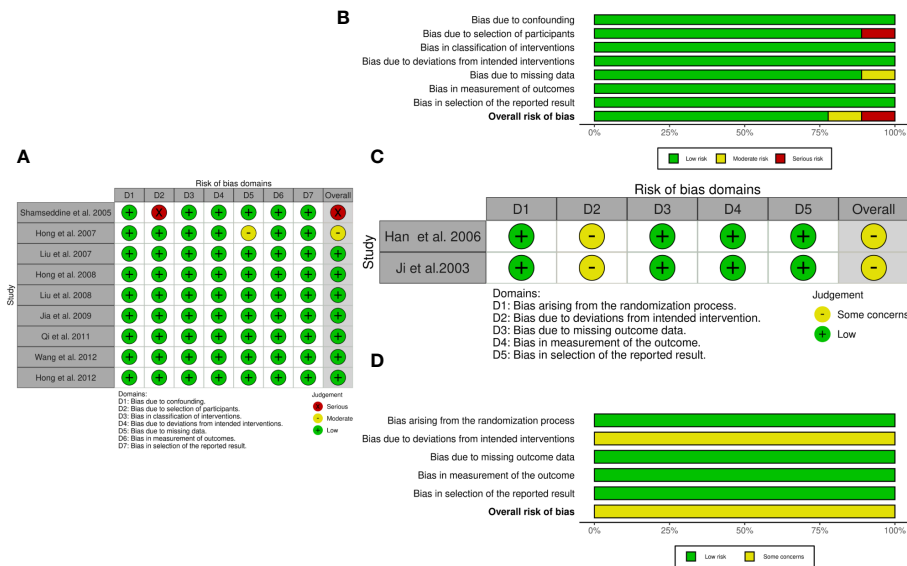 B
Bias due to confounding
Bias due to selection of participants
Bias in classification of interventions
Bias due to deviations from intended interventions
Bias due to missing data
Bias in measurement of outcomes
Bias in selection of the reported result
Overall risk of bias
0% 25% 50% 75% 100%
Low risk Moderate risk Serious risk
A
Risk of bias domains
D1 D2 D3 D4 D5 D6 D7 Overall
Study
Shamseddine et al. 2005 + X + + + + + X
Hong et al. 2007 + + + + - + + -
Liu et al. 2007 + + + + + + + +
Hong et al. 2008 + + + + + + + +
Liu et al. 2008 + + + + + + + +
Jia et al. 2009 + + + + + + + +
Qi et al. 2011 + + + + + + + +
Wang et al. 2012 + + + + + + + +
Hong et al. 2012 + + + + + + + +
Domains:
D1: Bias due to confounding.
D2: Bias due to selection of participants.
D3: Bias in classification of interventions.
D4: Bias due to deviations from intended interventions.
D5: Bias due to missing data.
D6: Bias in measurement of outcomes.
D7: Bias in selection of the reported result.
Judgement
X Serious
- Moderate
+ Low
C
Risk of bias domains
D1 D2 D3 D4 D5 Overall
Study
Han et al. 2006 + - + + + -
Ji et al.2003 + - + + + -
Domains:
D1: Bias arising from the randomization process.
D2: Bias due to deviations from intended intervention.
D3: Bias due to missing outcome data.
D4: Bias in measurement of the outcome.
D5: Bias in selection of the reported result.
Judgement
- Some concerns
+ Low
D
Bias arising from the randomization process
Bias due to deviations from intended interventions
Bias due to missing outcome data
Bias in measurement of the outcome
Bias in selection of the reported result
Overall risk of bias
0% 25% 50% 75% 100%
Low risk Some concerns